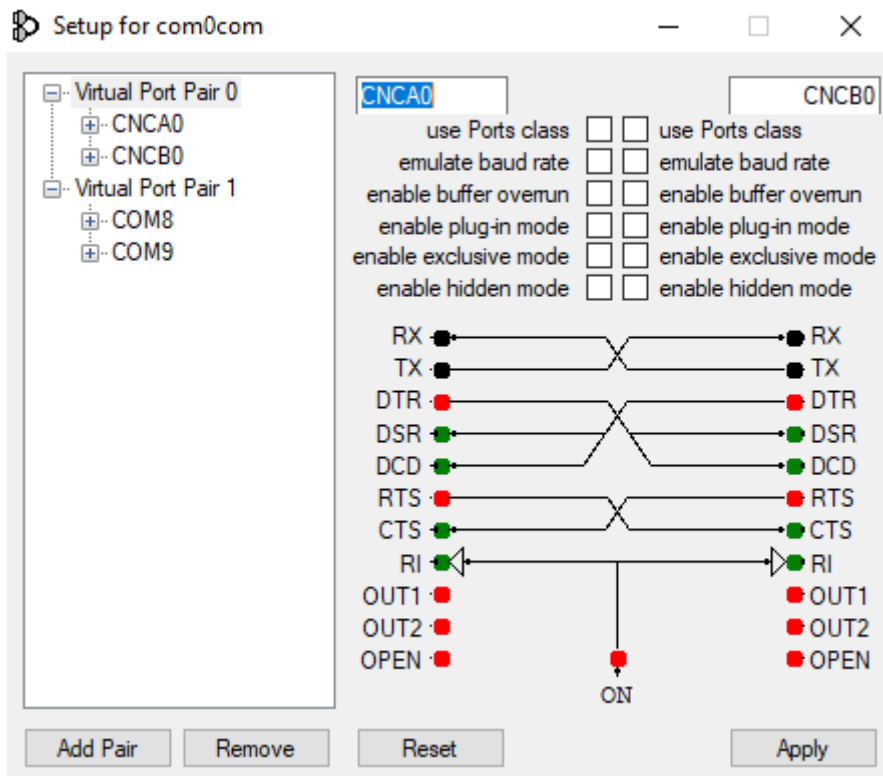 Setup for com0com
Virtual Port Pair 0
CNCA0
CNCB0
Virtual Port Pair 1
COM8
COM9
CNCA0 CNCB0
use Ports class use Ports class
emulate baud rate emulate baud rate
enable buffer overrun enable buffer overrun
enable plug-in mode enable plug-in mode
enable exclusive mode enable exclusive mode
enable hidden mode enable hidden mode
RX RX
TX TX
DTR DTR
DSR DSR
DCD DCD
RTS RTS
CTS CTS
RI RI
OUT1 OUT1
OUT2 OUT2
OPEN OPEN
ON
Add Pair Remove Reset Apply